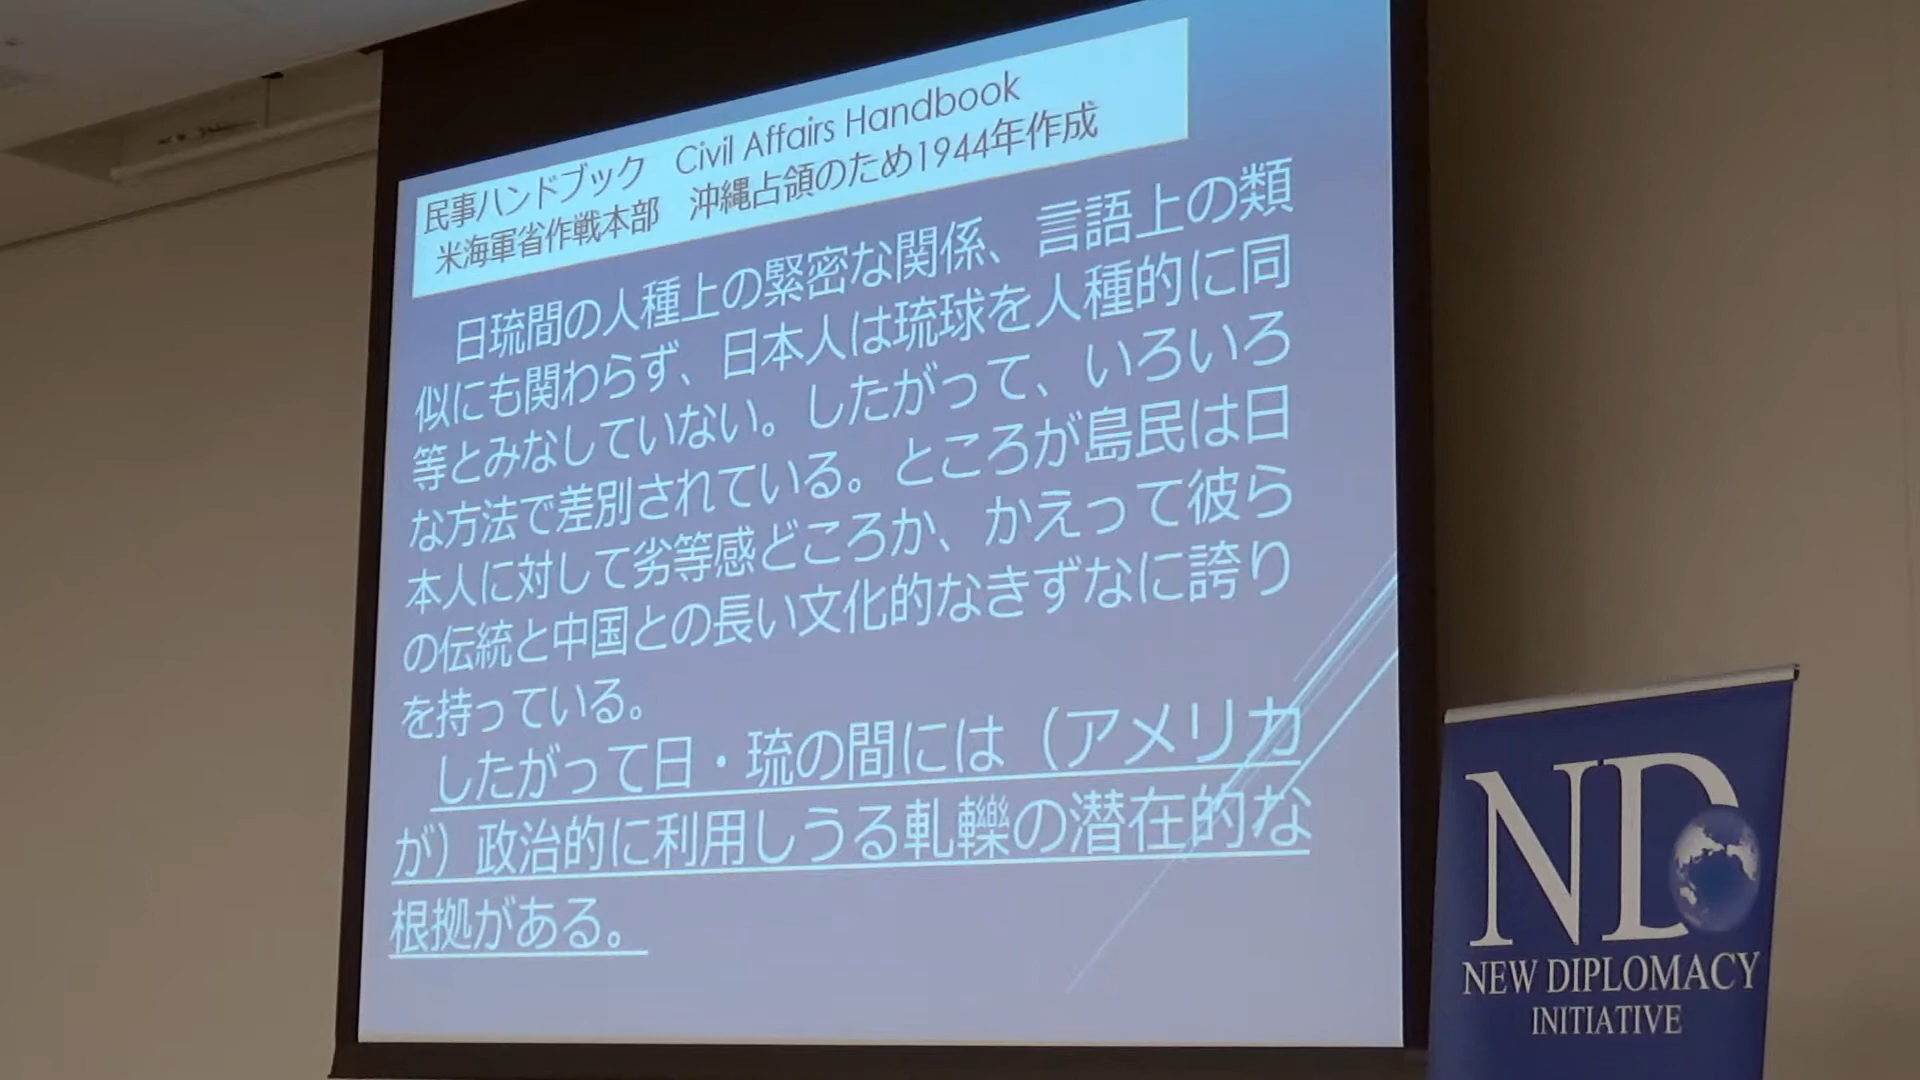 民事ハンドブック　Civil Affairs Handbook
米海軍省作戦本部　沖縄占領のため1944年作成
日琉間の人種上の緊密な関係、言語上の類
似にも関わらず、日本人は琉球を人種的に同
等とみなしていない。したがって、いろいろ
な方法で差別されている。ところが島民は日
本人に対して劣等感どころか、かえって彼ら
の伝統と中国との長い文化的なきずなに誇り
を持っている。
したがって日・琉の間には（アメリカ
が）政治的に利用しうる軋轢の潜在的な
根拠がある。
ND
NEW DIPLOMACY
INITIATIVE